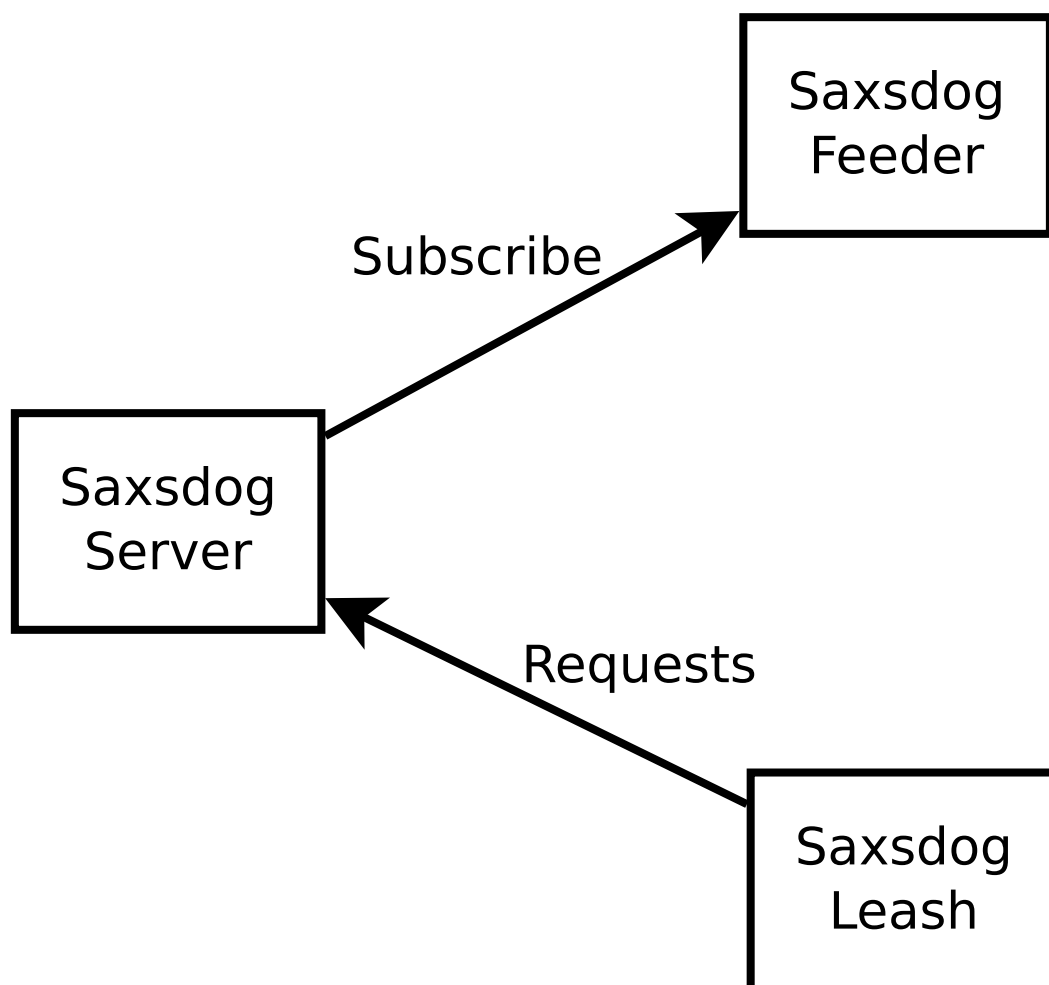 Saxsdog
Feeder
Subscribe
Saxsdog
Server
Requests
Saxsdog
Leash